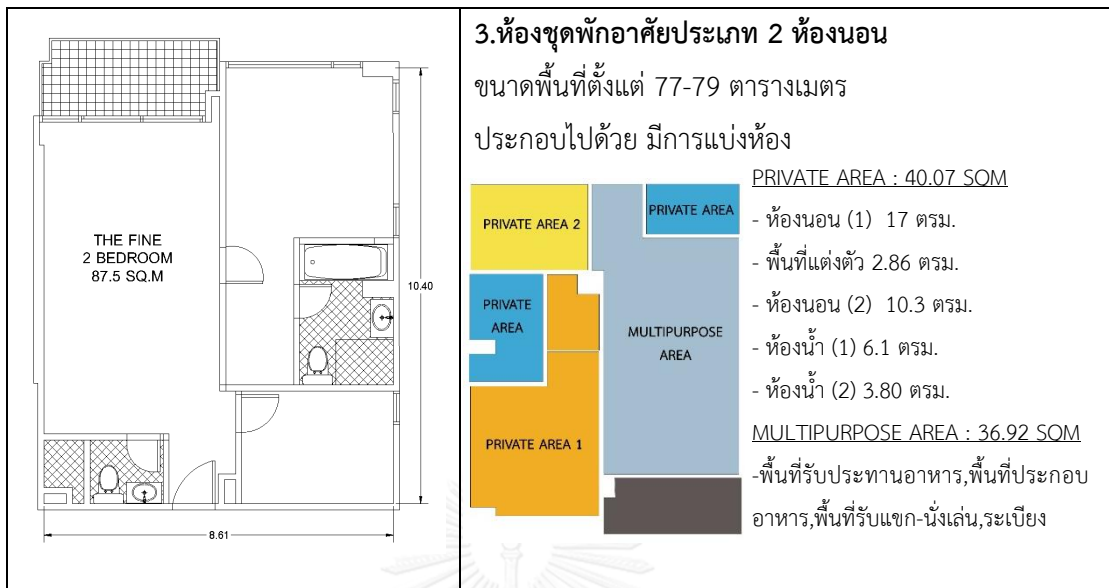 THE FINE
2 BEDROOM
87.5 SQ.M
10.40
8.61
3.ห้องชุดพักอาศัยประเภท 2 ห้องนอน
ขนาดพื้นที่ตั้งแต่ 77-79 ตารางเมตร
ประกอบไปด้วย มีการแบ่งห้อง
PRIVATE AREA 2
PRIVATE AREA
PRIVATE
AREA
MULTIPURPOSE
AREA
PRIVATE AREA 1
PRIVATE AREA : 40.07 SQM
- ห้องนอน (1) 17 ตรม.
- พื้นที่แต่งตัว 2.86 ตรม.
- ห้องนอน (2) 10.3 ตรม.
- ห้องน้ำ (1) 6.1 ตรม.
- ห้องน้ำ (2) 3.80 ตรม.
MULTIPURPOSE AREA : 36.92 SQM
-พื้นที่รับประทานอาหาร,พื้นที่ประกอบ
อาหาร,พื้นที่รับแขก-นั่งเล่น,ระเบียง